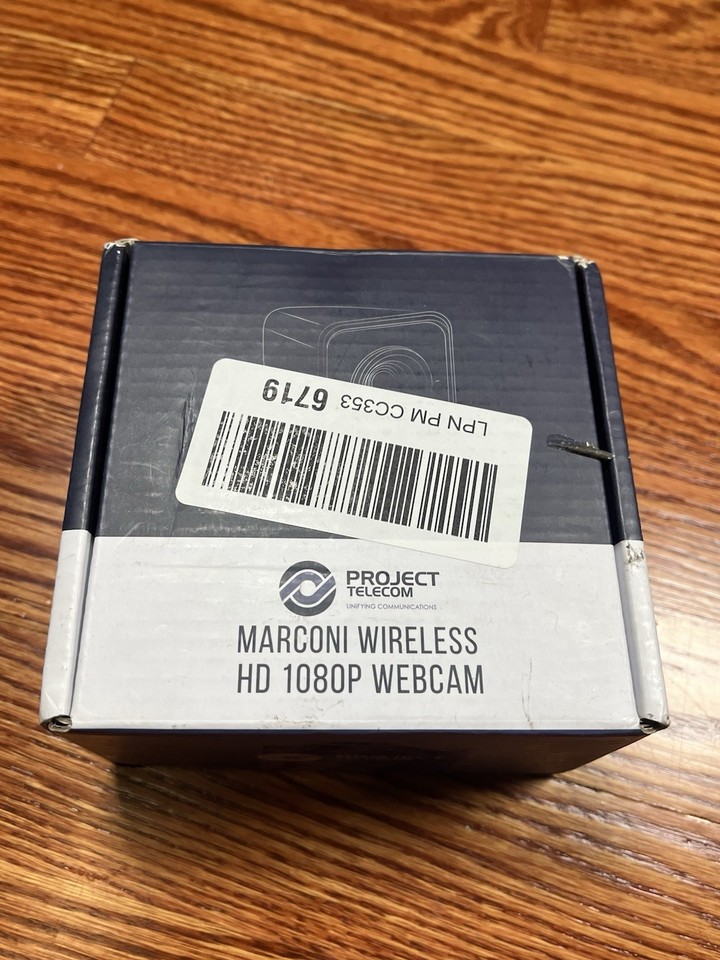 LPN PM CC353 6719
PROJECT
TELECOM
UNIFYING COMMUNICATIONS
MARCONI WIRELESS
HD 1080P WEBCAM